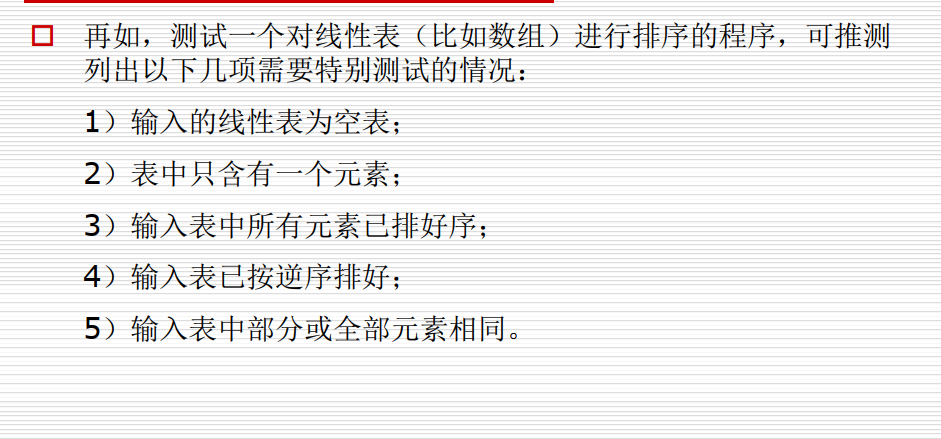 再如，测试一个对线性表（比如数组）进行排序的程序，可推测
列出以下几项需要特别测试的情况：
1）输入的线性表为空表；
2）表中只含有一个元素；
3）输入表中所有元素已排好序；
4）输入表已按逆序排好；
5）输入表中部分或全部元素相同。